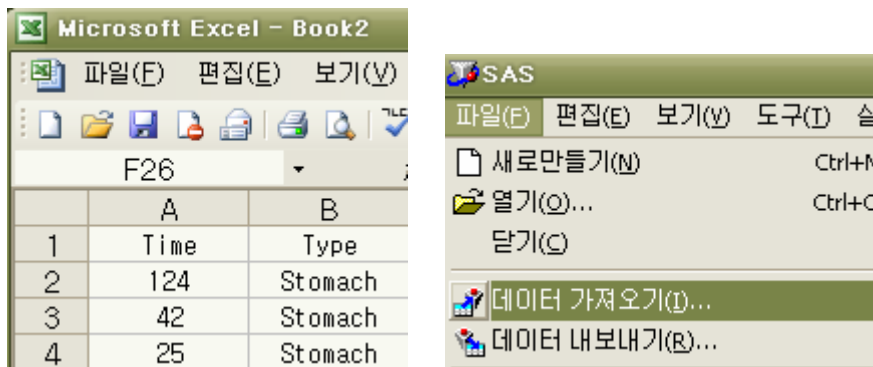 Microsoft Excel - Book2
파일(F) 편집(E) 보기(V)
F26
A B
1 Time Type
2 124 Stomach
3 42 Stomach
4 25 Stomach
SAS
파일(F) 편집(E) 보기(V) 도구(T)
새로만들기(N) Ctrl+N
열기(O)... Ctrl+O
닫기(C)
데이터 가져오기(I)...
데이터 내보내기(R)...